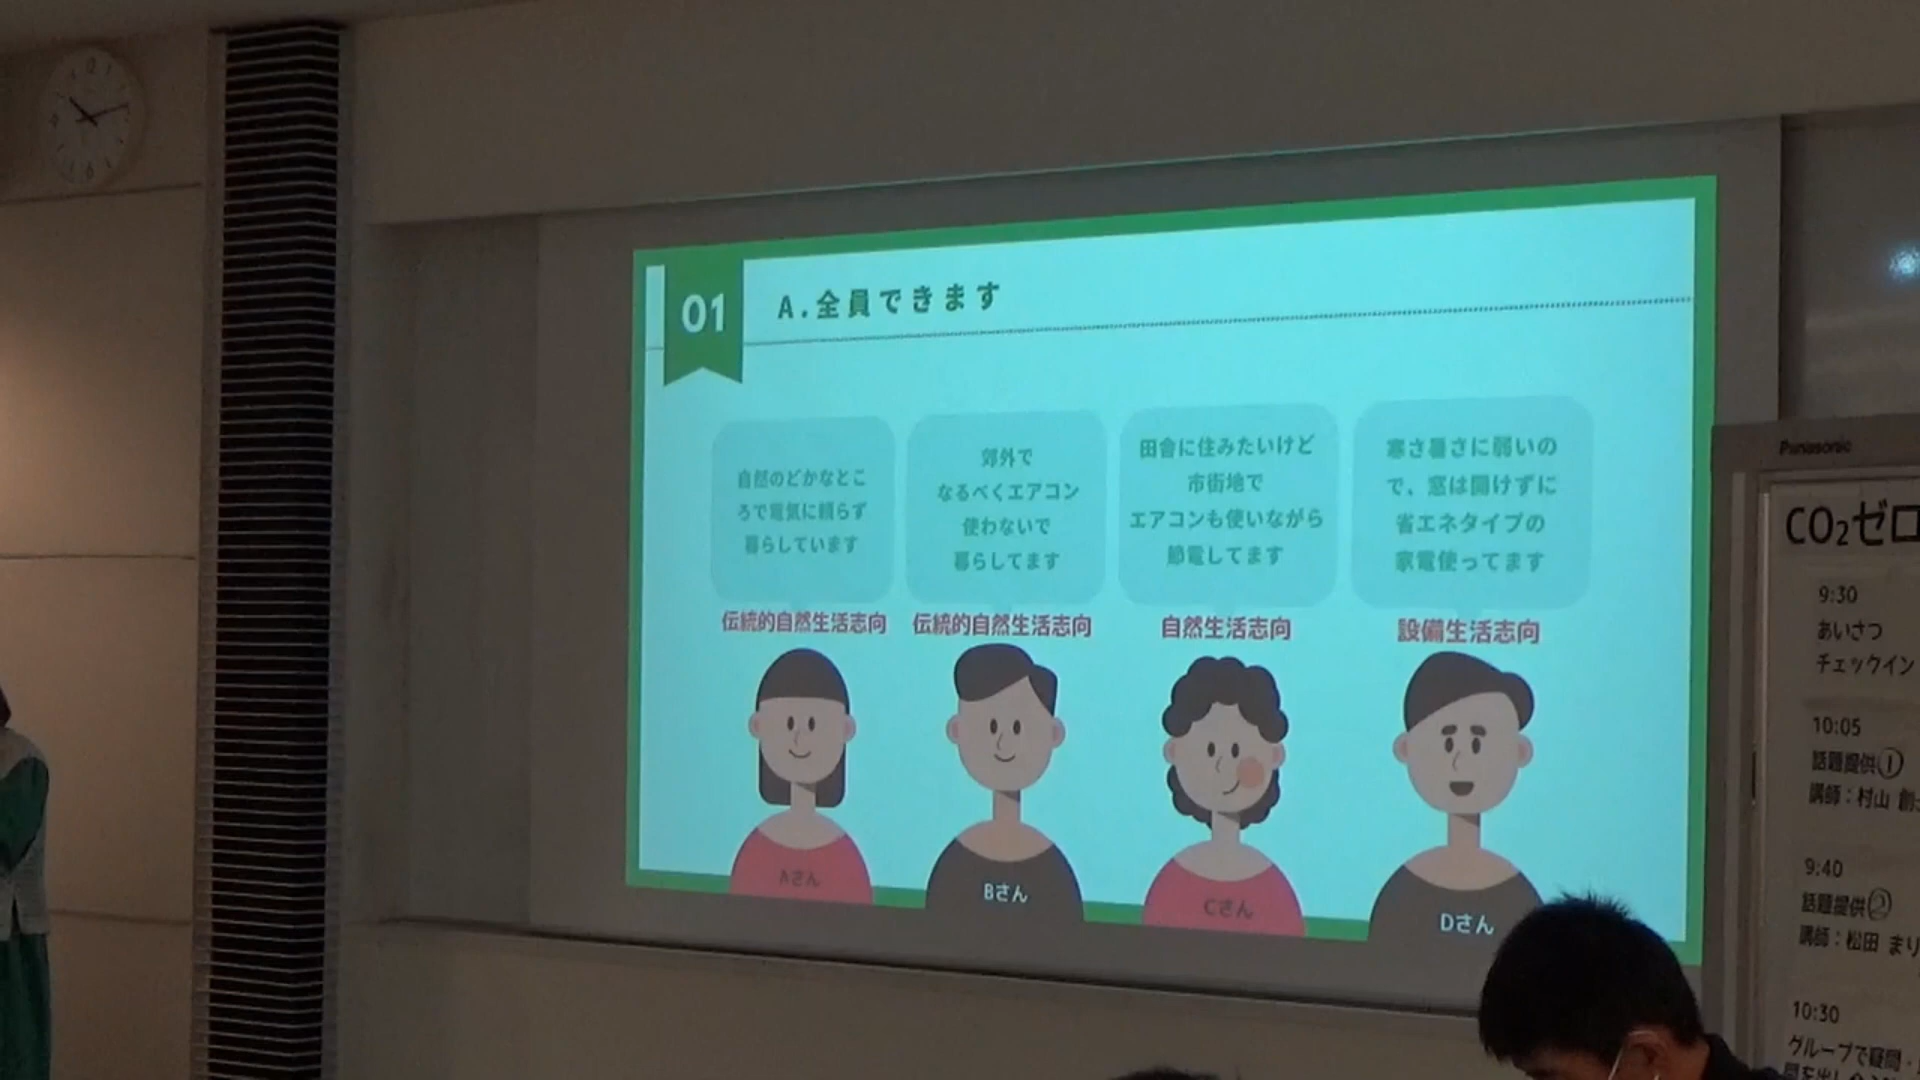 01
A.全員できます
自然のどかなとこ
ろで電気に頼らず
暮らしています
郊外で
なるべくエアコン
使わないで
暮らしてます
田舎に住みたいけど
市街地で
エアコンも使いながら
節電してます
寒さ暑さに弱いの
で、窓は開けずに
省エネタイプの
家電使ってます
伝統的自然生活志向
伝統的自然生活志向
自然生活志向
設備生活志向
Aさん
Bさん
Cさん
Dさん
Panasonic
CO₂ゼロ
9:30
あいさつ
チェックイン
10:05
話題提供①
講師：村山 創
9:40
話題提供②
講師：松田 まり
10:30
グループで疑問・
12
6